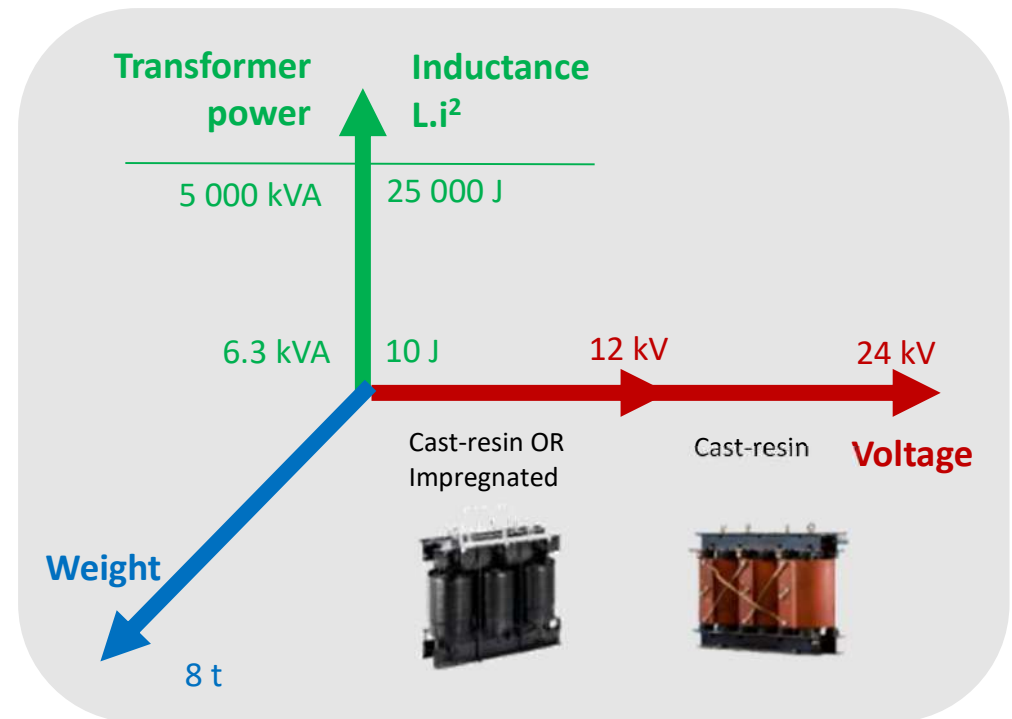 Transformer power
Inductance L.i²
5 000 kVA
25 000 J
6.3 kVA
10 J
12 kV
24 kV
Cast-resin OR
Impregnated
Cast-resin
Voltage
Weight
8 t